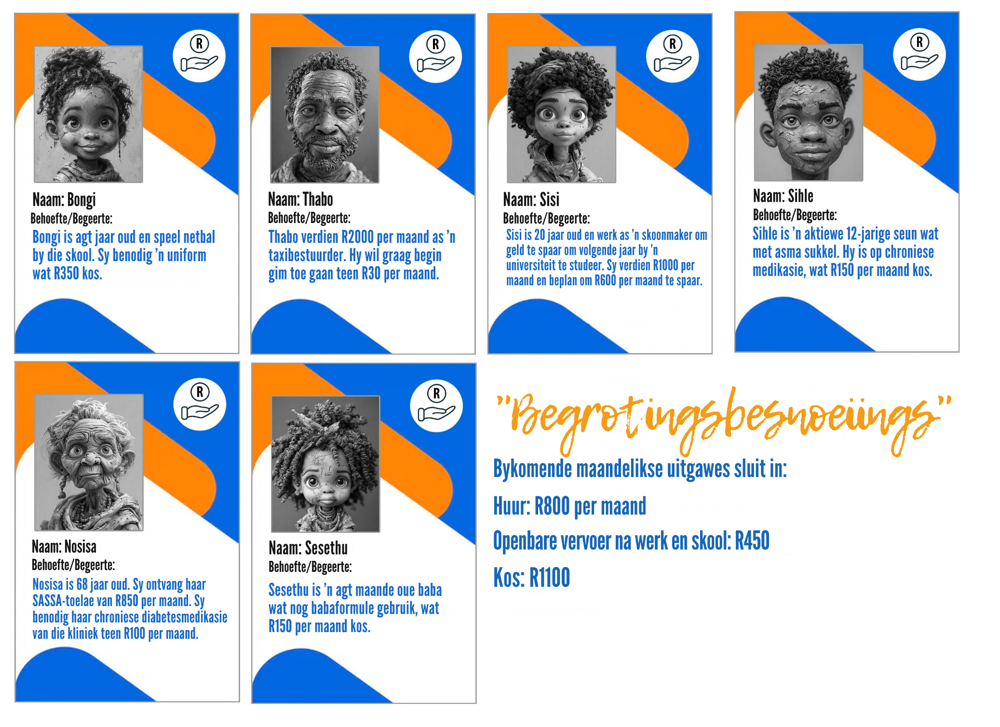 R
Naam: Bongi
Behoefte/Begeerte:
Bongi is agt jaar oud en speel netbal
by die skool. Sy benodig 'n uniform
wat R350 kos.
R
Naam: Thabo
Behoefte/Begeerte:
Thabo verdien R2000 per maand as 'n
taxibestuurder. Hy wil graag begin
gim toe gaan teen R30 per maand.
R
Naam: Sisi
Behoefte/Begeerte:
Sisi is 20 jaar oud en werk as 'n skoonmaker om
geld te spaar om volgende jaar by 'n
universiteit te studeer. Sy verdien R1000 per
maand en beplan om R600 per maand te spaar.
R
Naam: Sihle
Behoefte/Begeerte:
Sihle is 'n aktiewe 12-jarige seun wat
met asma sukkel. Hy is op chroniese
medikasie, wat R150 per maand kos.
R
Naam: Nosisa
Behoefte/Begeerte:
Nosisa is 68 jaar oud. Sy ontvang haar
SASSA-toelae van R850 per maand. Sy
benodig haar chroniese diabetesmedikasie
van die kliniek teen R100 per maand.
R
Naam: Sesethu
Behoefte/Begeerte:
Sesethu is 'n agt maande oue baba
wat nog babaformule gebruik, wat
R150 per maand kos.
"Begrotingsbesnoeiings"
Bykomende maandelikse uitgawes sluit in:
Huur: R800 per maand
Openbare vervoer na werk en skool: R450
Kos: R1100